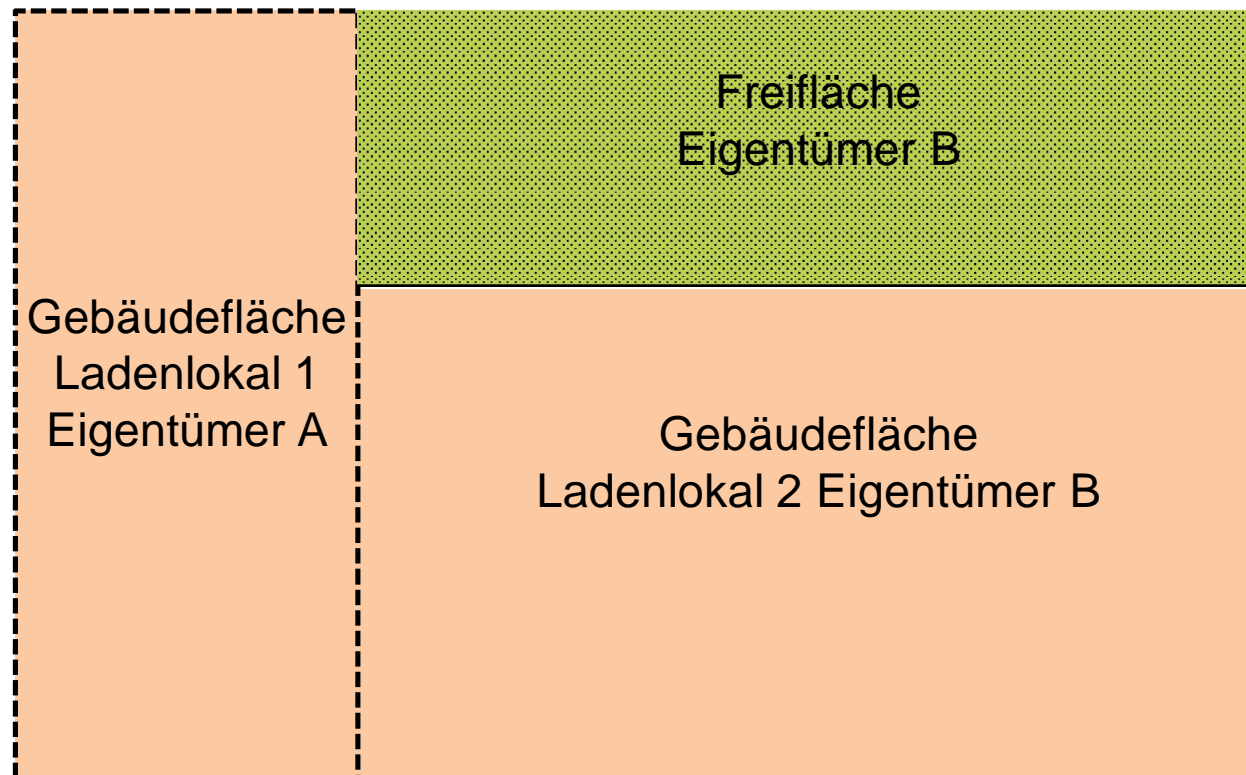 Freifläche
Eigentümer B
Gebäudefläche
Ladenlokal 1
Eigentümer A
Gebäudefläche
Ladenlokal 2 Eigentümer B